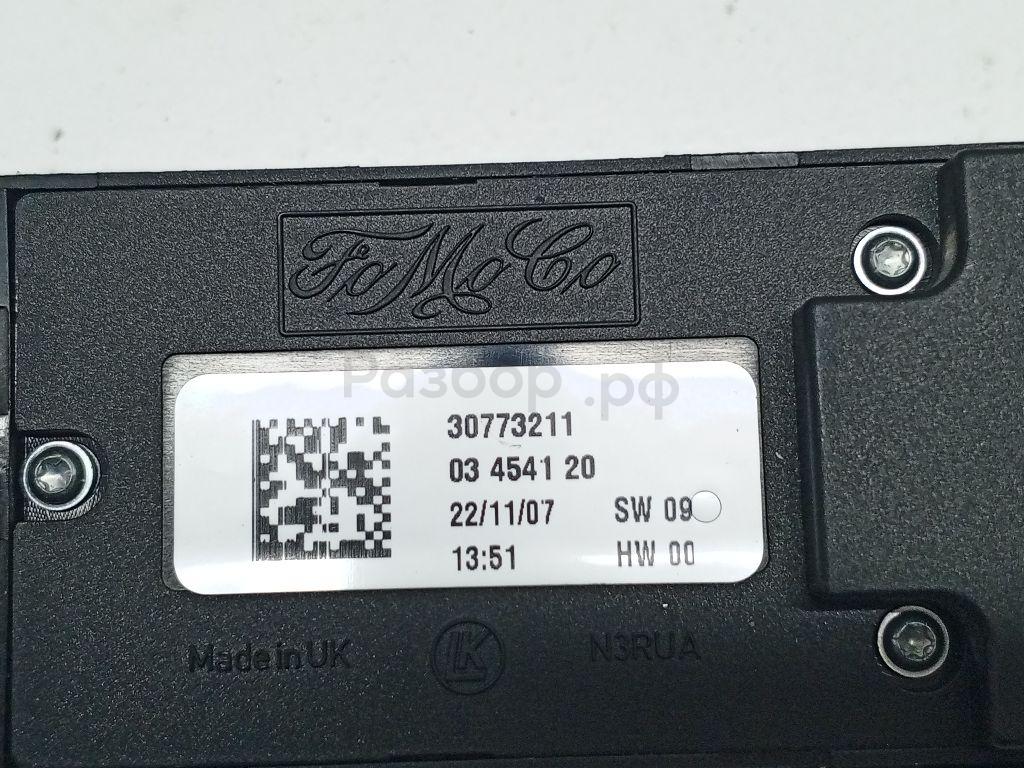 FoMoCo
Разбор.рф
30773211
03 4541 20
22/11/07 SW 09
13:51 HW 00
Made in UK LK N3RUA